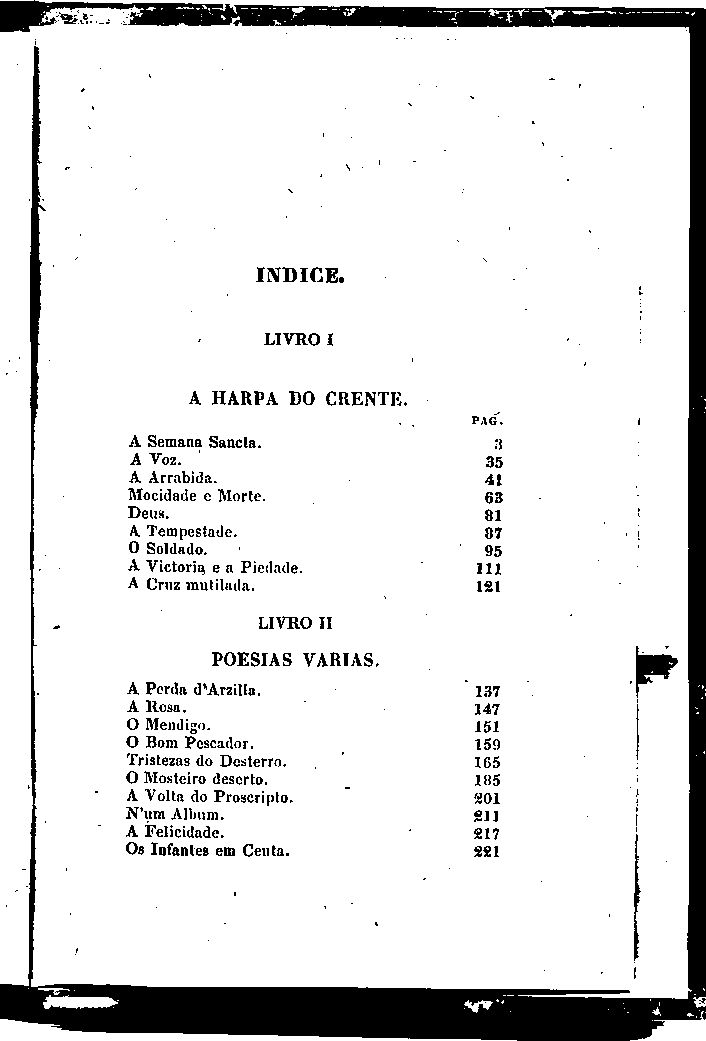 INDICE.
LIVRO I
A HARPA DO CRENTE.
PAG.
A Semana Sancta. 3
A Voz. 35
A Arrabida. 41
Mocidade e Morte. 63
Deus. 81
A Tempestade. 87
O Soldado. 95
A Victoria e a Piedade. 111
A Cruz mutilada. 121
LIVRO II
POESIAS VARIAS.
A Perda d'Arzilla. 137
A Rosa. 147
O Mendigo. 151
O Bom Pescador. 159
Tristezas do Desterro. 165
O Mosteiro deserto. 185
A Volta do Proscripto. 201
N'um Album. 211
A Felicidade. 217
Os Infantes em Ceuta. 221